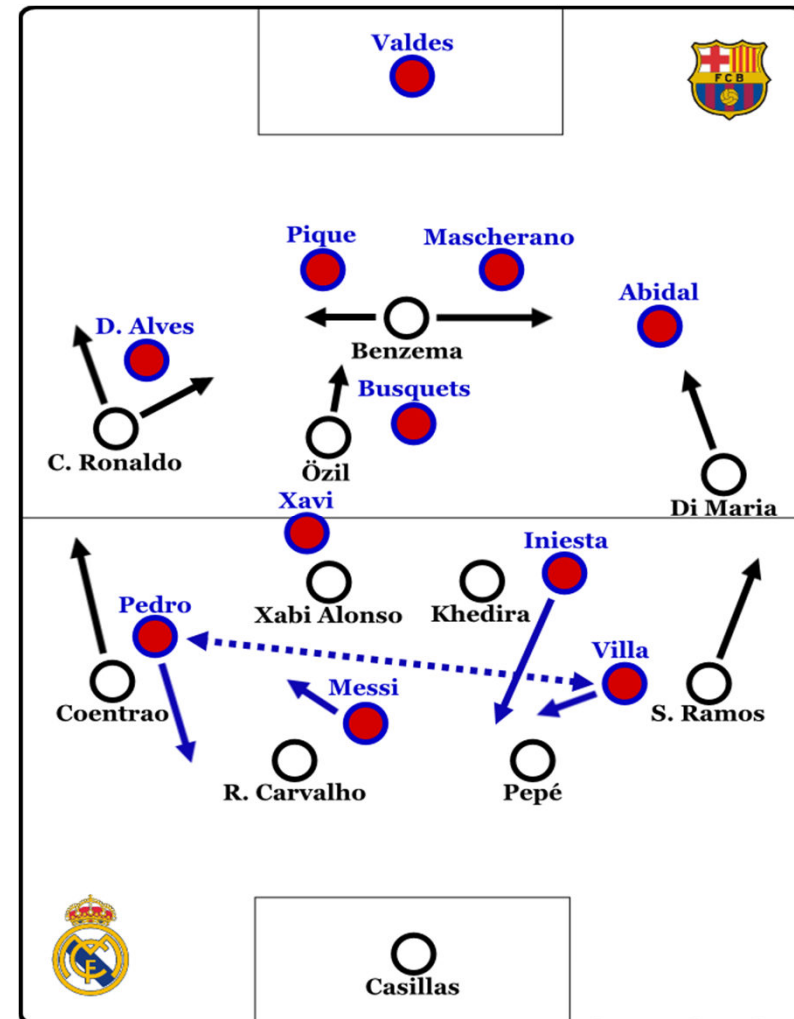 Valdes
FCB
Pique
Mascherano
Abidal
D. Alves
Benzema
Busquets
C. Ronaldo
Özil
Di Maria
Xavi
Iniesta
Xabi Alonso
Khedira
Pedro
Villa
Messi
Coentrao
S. Ramos
R. Carvalho
Pepé
Casillas